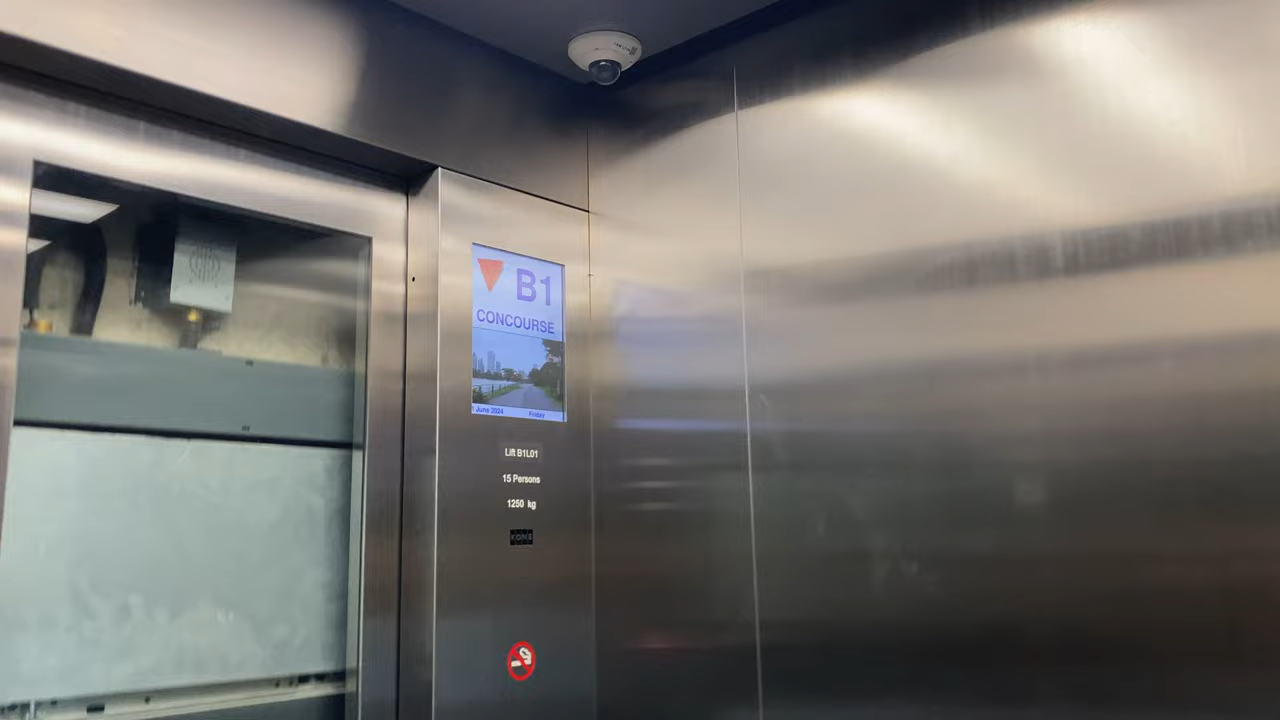 B1
CONCOURSE
June 2024 Friday
Lift B1L01
15 Persons
1250 kg
KONE